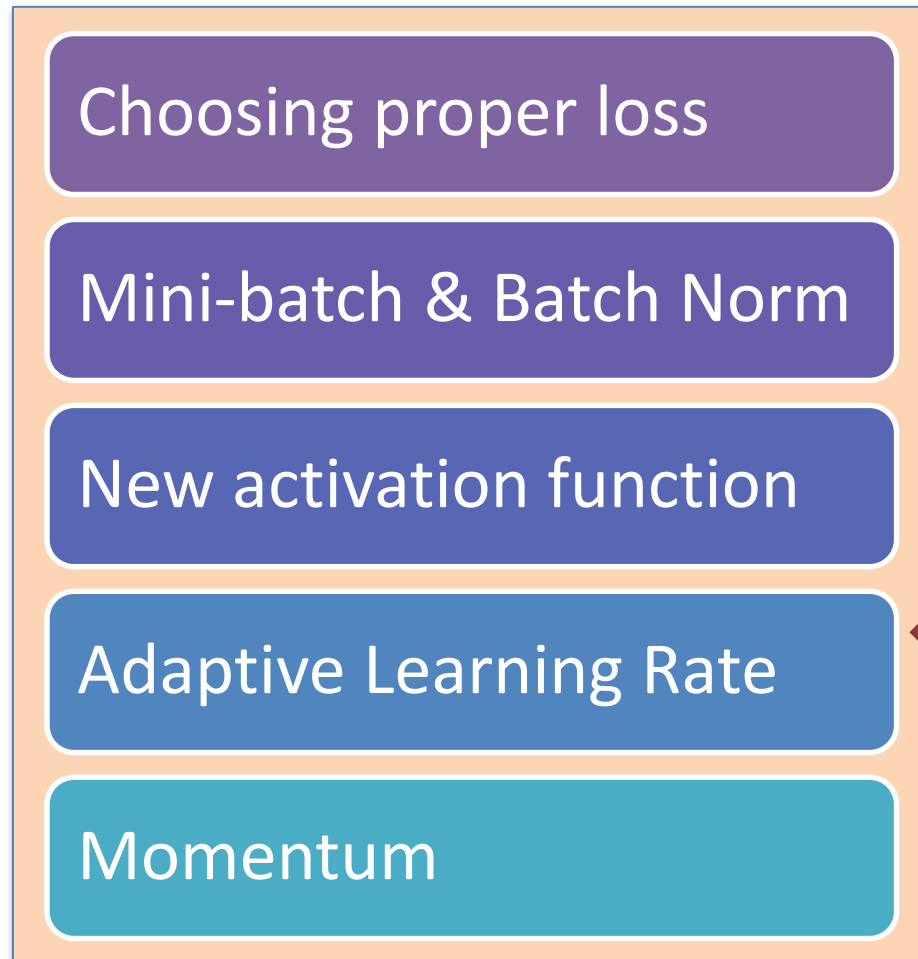 Choosing proper loss
Mini-batch & Batch Norm
New activation function
Adaptive Learning Rate
Momentum